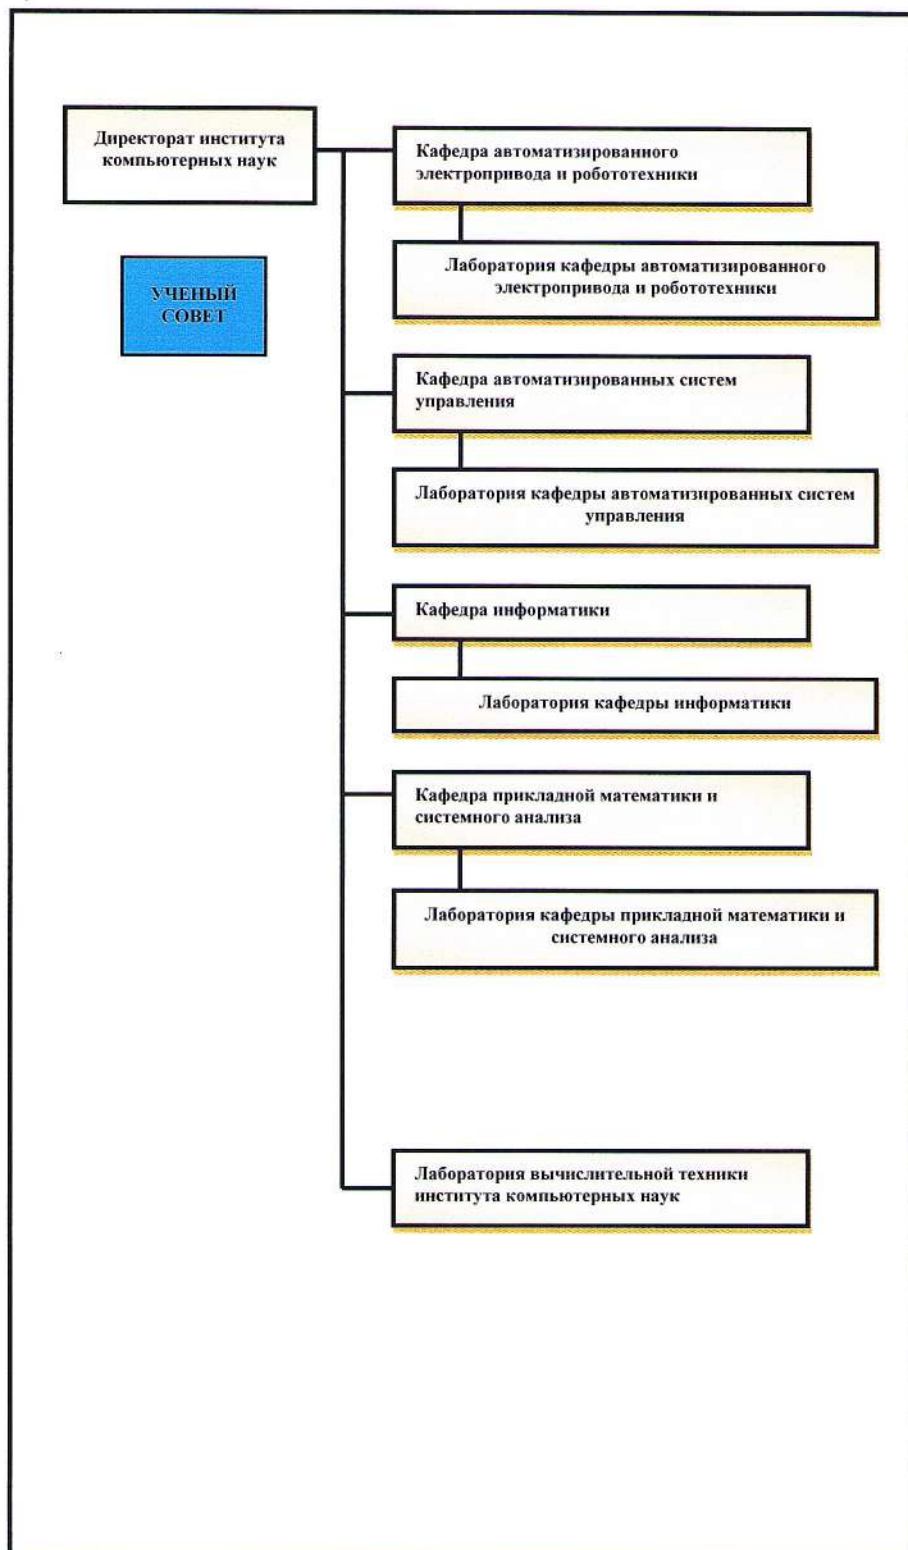 Директорат института
компьютерных наук
УЧЕНЫЙ
СОВЕТ
Кафедра автоматизированного
электропривода и робототехники
Лаборатория кафедры автоматизированного
электропривода и робототехники
Кафедра автоматизированных систем
управления
Лаборатория кафедры автоматизированных систем
управления
Кафедра информатики
Лаборатория кафедры информатики
Кафедра прикладной математики и
системного анализа
Лаборатория кафедры прикладной математики и
системного анализа
Лаборатория вычислительной техники
института компьютерных наук